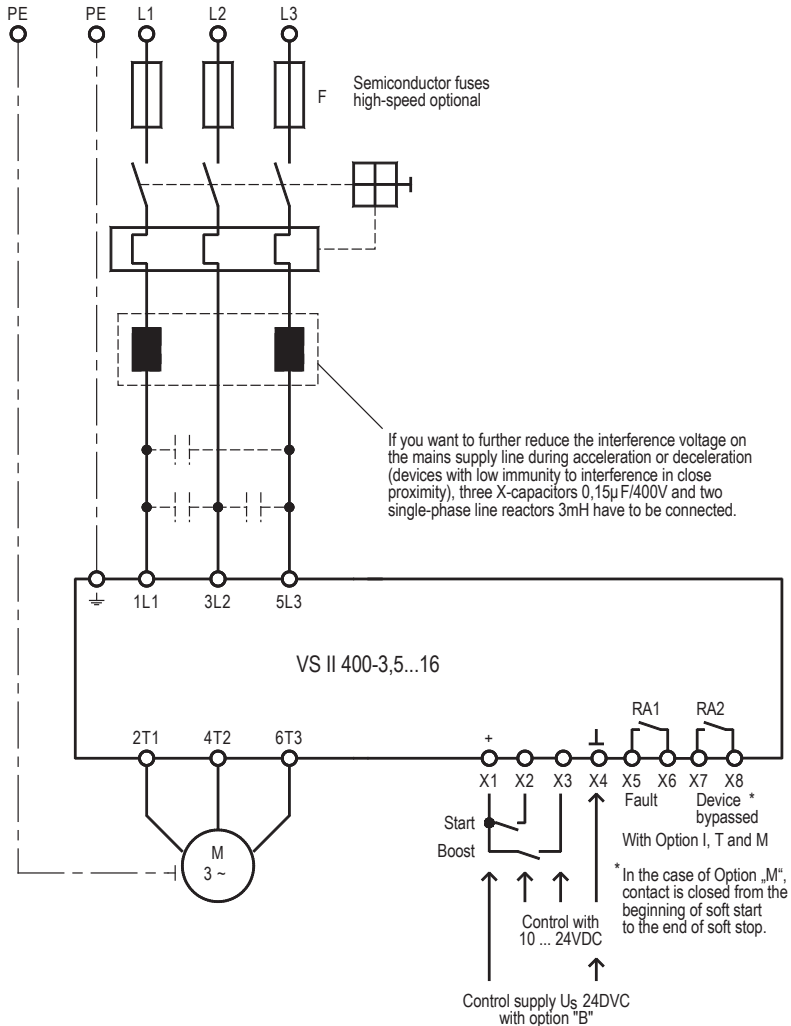 PE PE L1 L2 L3
F
Semiconductor fuses
high-speed optional
If you want to further reduce the interference voltage on
the mains supply line during acceleration or deceleration
(devices with low immunity to interference in close
proximity), three X-capacitors 0,15µF/400V and two
single-phase line reactors 3mH have to be connected.
1L1 3L2 5L3
VS II 400-3,5...16
RA1 RA2
2T1 4T2 6T3
+
X1 X2 X3 X4 X5 X6 X7 X8
Fault
Device *
bypassed
Start
Boost
With Option I, T and M
M
3 ~
* In the case of Option „M“,
contact is closed from the
beginning of soft start
to the end of soft stop.
Control with
10 ... 24VDC
Control supply Us 24DVC
with option "B"